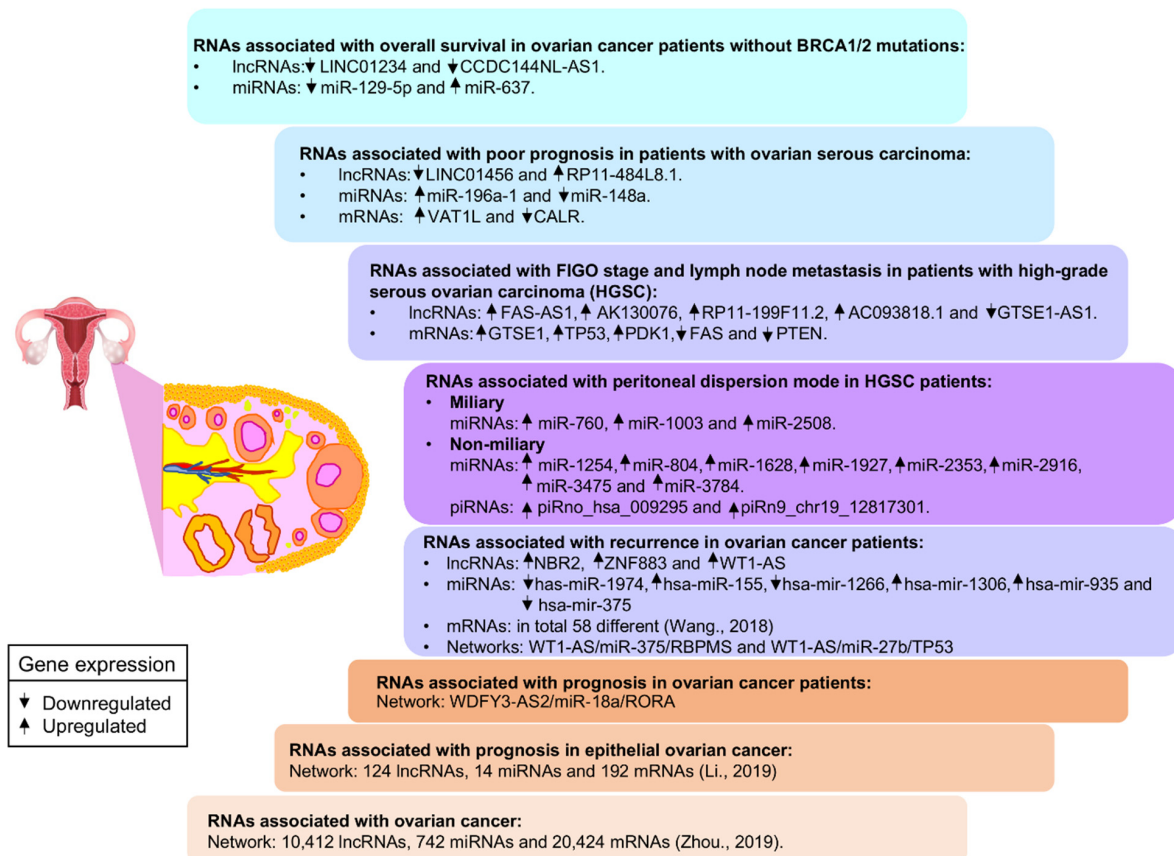 RNAs associated with overall survival in ovarian cancer patients without BRCA1/2 mutations:
• lncRNAs:↓LINC01234 and ↓CCDC144NL-AS1.
• miRNAs: ↓ miR-129-5p and ↑ miR-637.
RNAs associated with poor prognosis in patients with ovarian serous carcinoma:
• lncRNAs:↓LINC01456 and ↑RP11-484L8.1.
• miRNAs: ↑miR-196a-1 and ↓miR-148a.
• mRNAs: ↑VAT1L and ↓CALR.
RNAs associated with FIGO stage and lymph node metastasis in patients with high-grade
serous ovarian carcinoma (HGSC):
• lncRNAs: ↑FAS-AS1,↑ AK130076, ↑RP11-199F11.2, ↑AC093818.1 and ↓GTSE1-AS1.
• mRNAs:↑GTSE1,↑TP53,↑PDK1,↓FAS and ↓PTEN.
RNAs associated with peritoneal dispersion mode in HGSC patients:
• Miliary
miRNAs:↑ miR-760, ↑miR-1003 and ↑miR-2508.
• Non-miliary
miRNAs:↑ miR-1254,↑miR-804,↑miR-1628,↑miR-1927,↑miR-2353,↑miR-2916,
↑miR-3475 and ↑miR-3784.
piRNAs: ↑ piRno_hsa_009295 and ↑piRn9_chr19_12817301.
RNAs associated with recurrence in ovarian cancer patients:
• lncRNAs:↑NBR2, ↑ZNF883 and ↑WT1-AS
• miRNAs: ↓has-miR-1974,↑hsa-miR-155,↓hsa-mir-1266,↑hsa-mir-1306,↑hsa-mir-935 and
↓ hsa-mir-375
• mRNAs: in total 58 different (Wang., 2018)
• Networks: WT1-AS/miR-375/RBPMS and WT1-AS/miR-27b/TP53
Gene expression
↓ Downregulated
↑ Upregulated
RNAs associated with prognosis in ovarian cancer patients:
Network: WDFY3-AS2/miR-18a/RORA
RNAs associated with prognosis in epithelial ovarian cancer:
Network: 124 lncRNAs, 14 miRNAs and 192 mRNAs (Li., 2019)
RNAs associated with ovarian cancer:
Network: 10,412 lncRNAs, 742 miRNAs and 20,424 mRNAs (Zhou., 2019).